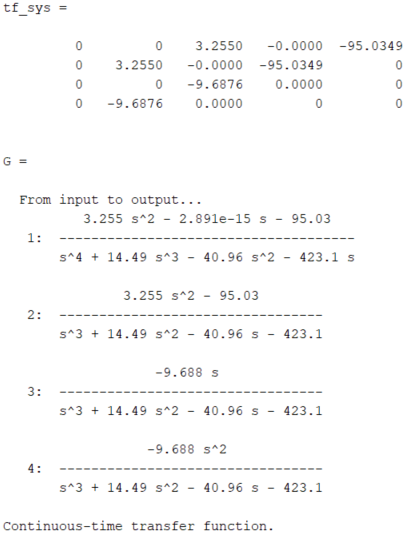 tf_sys =
0 0 3.2550 -0.0000 -95.0349
0 3.2550 -0.0000 -95.0349 0
0 0 -9.6876 0.0000 0
0 -9.6876 0.0000 0 0
G =
From input to output...
3.255 s^2 - 2.891e-15 s - 95.03
1: -------------------------------------
s^4 + 14.49 s^3 - 40.96 s^2 - 423.1 s
3.255 s^2 - 95.03
2: ---------------------------------
s^3 + 14.49 s^2 - 40.96 s - 423.1
-9.688 s
3: ---------------------------------
s^3 + 14.49 s^2 - 40.96 s - 423.1
-9.688 s^2
4: ---------------------------------
s^3 + 14.49 s^2 - 40.96 s - 423.1
Continuous-time transfer function.